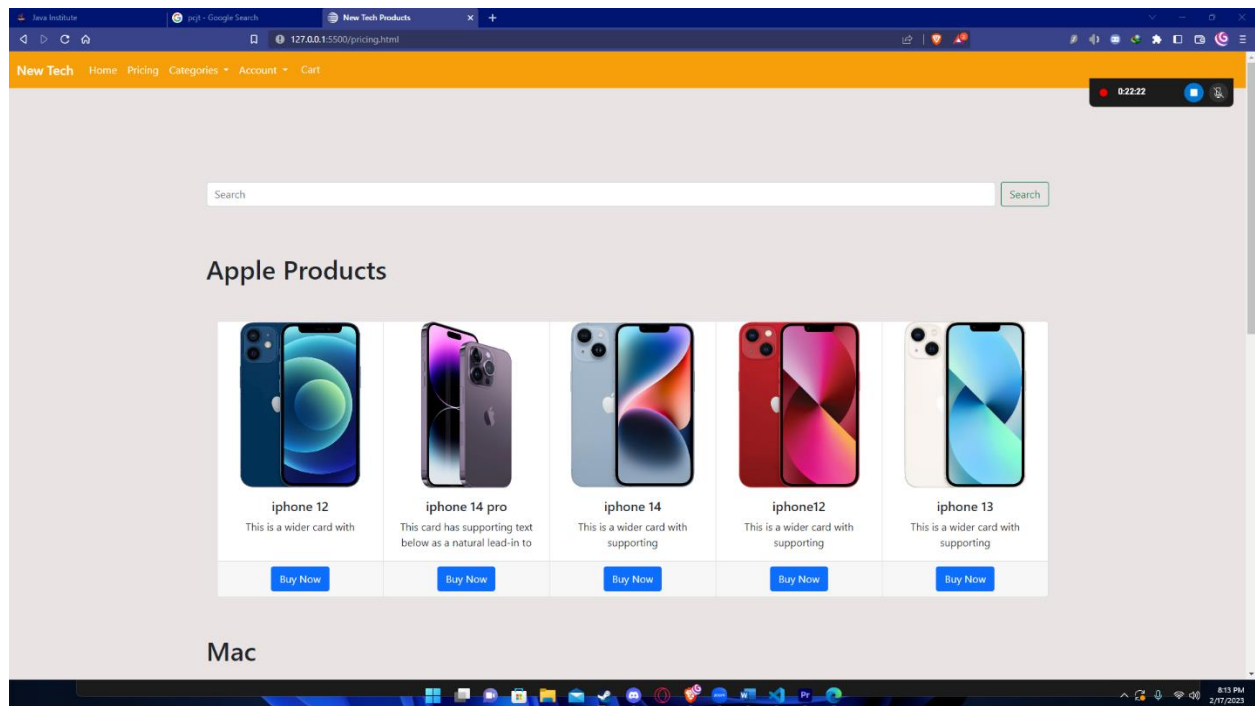 Java Institute
pcjt - Google Search
New Tech Products
127.0.0.1:5500/pricing.html
New Tech Home Pricing Categories Account Cart
0:22:22
Search Search
Apple Products
iphone 12 iphone 14 pro iphone 14 iphone12 iphone 13
This is a wider card with This card has supporting text This is a wider card with This is a wider card with This is a wider card with
below as a natural lead-in to supporting supporting supporting
Buy Now Buy Now Buy Now Buy Now Buy Now
Mac
8:13 PM
2/17/2023